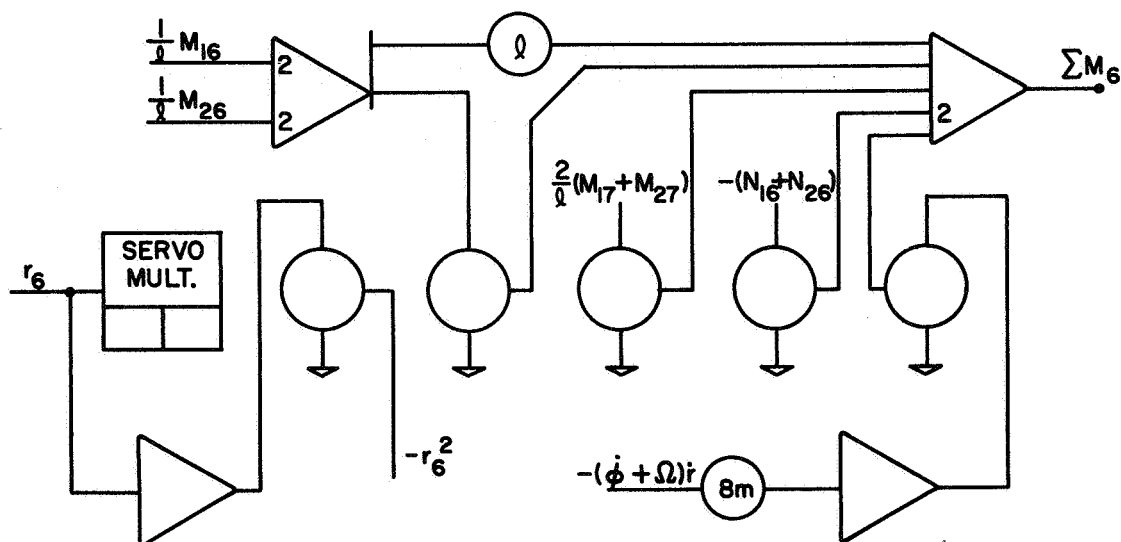 1/ℓ M₁₆
2
1/ℓ M₂₆
2
ℓ
ΣM₆
2
2/ℓ (M₁₇+M₂₇)
-(N₁₆+N₂₆)
SERVO
MULT.
r₆
-r₆²
-(φ̇ + Ω)ṙ
8m